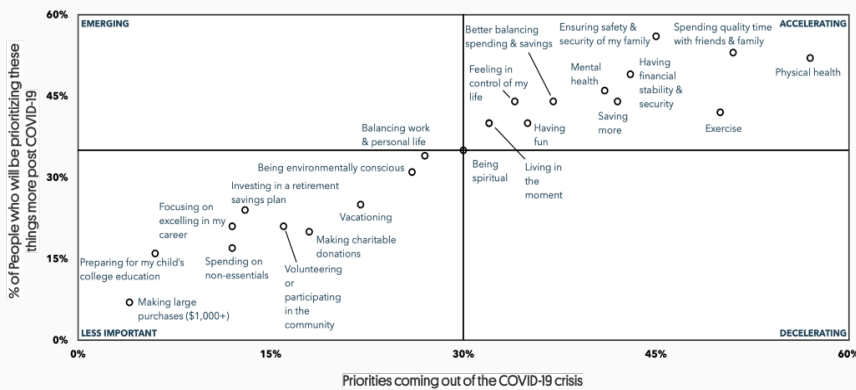 % of People who will be prioritizing these
things more post COVID-19
60%
45%
30%
15%
0%
EMERGING
ACCELERATING
Better balancing
spending & savings
Ensuring safety &
security of my family
Spending quality time
with friends & family
Feeling in
control of my
life
Mental
health
Having
financial
stability &
security
Physical health
Saving
more
Exercise
Having
fun
Balancing work
& personal life
Being
spiritual
Living in
the
moment
Being environmentally conscious
Investing in a retirement
savings plan
Focusing on
excelling in my
career
Vacationing
Making charitable
donations
Preparing for my child's
college education
Spending on
non-essentials
Volunteering
or
participating
in the
community
Making large
purchases ($1,000+)
LESS IMPORTANT
DECELERATING
0%
15%
30%
45%
60%
Priorities coming out of the COVID-19 crisis